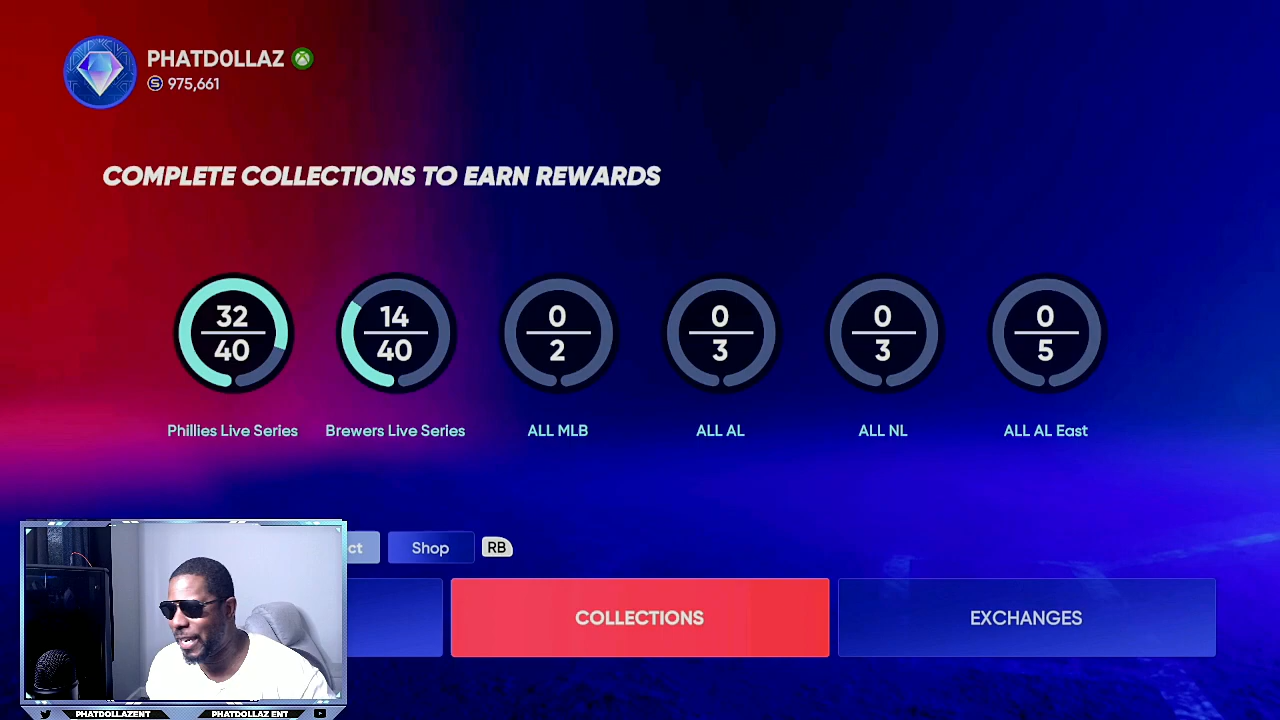 PHATDOLLAZ
S 975,661
COMPLETE COLLECTIONS TO EARN REWARDS
32
40
14
40
0
2
0
3
0
3
0
5
Phillies Live Series
Brewers Live Series
ALL MLB
ALL AL
ALL NL
ALL AL East
ct
Shop
RB
COLLECTIONS
EXCHANGES
PHATDOLLAZENT
PHATDOLLAZ ENT